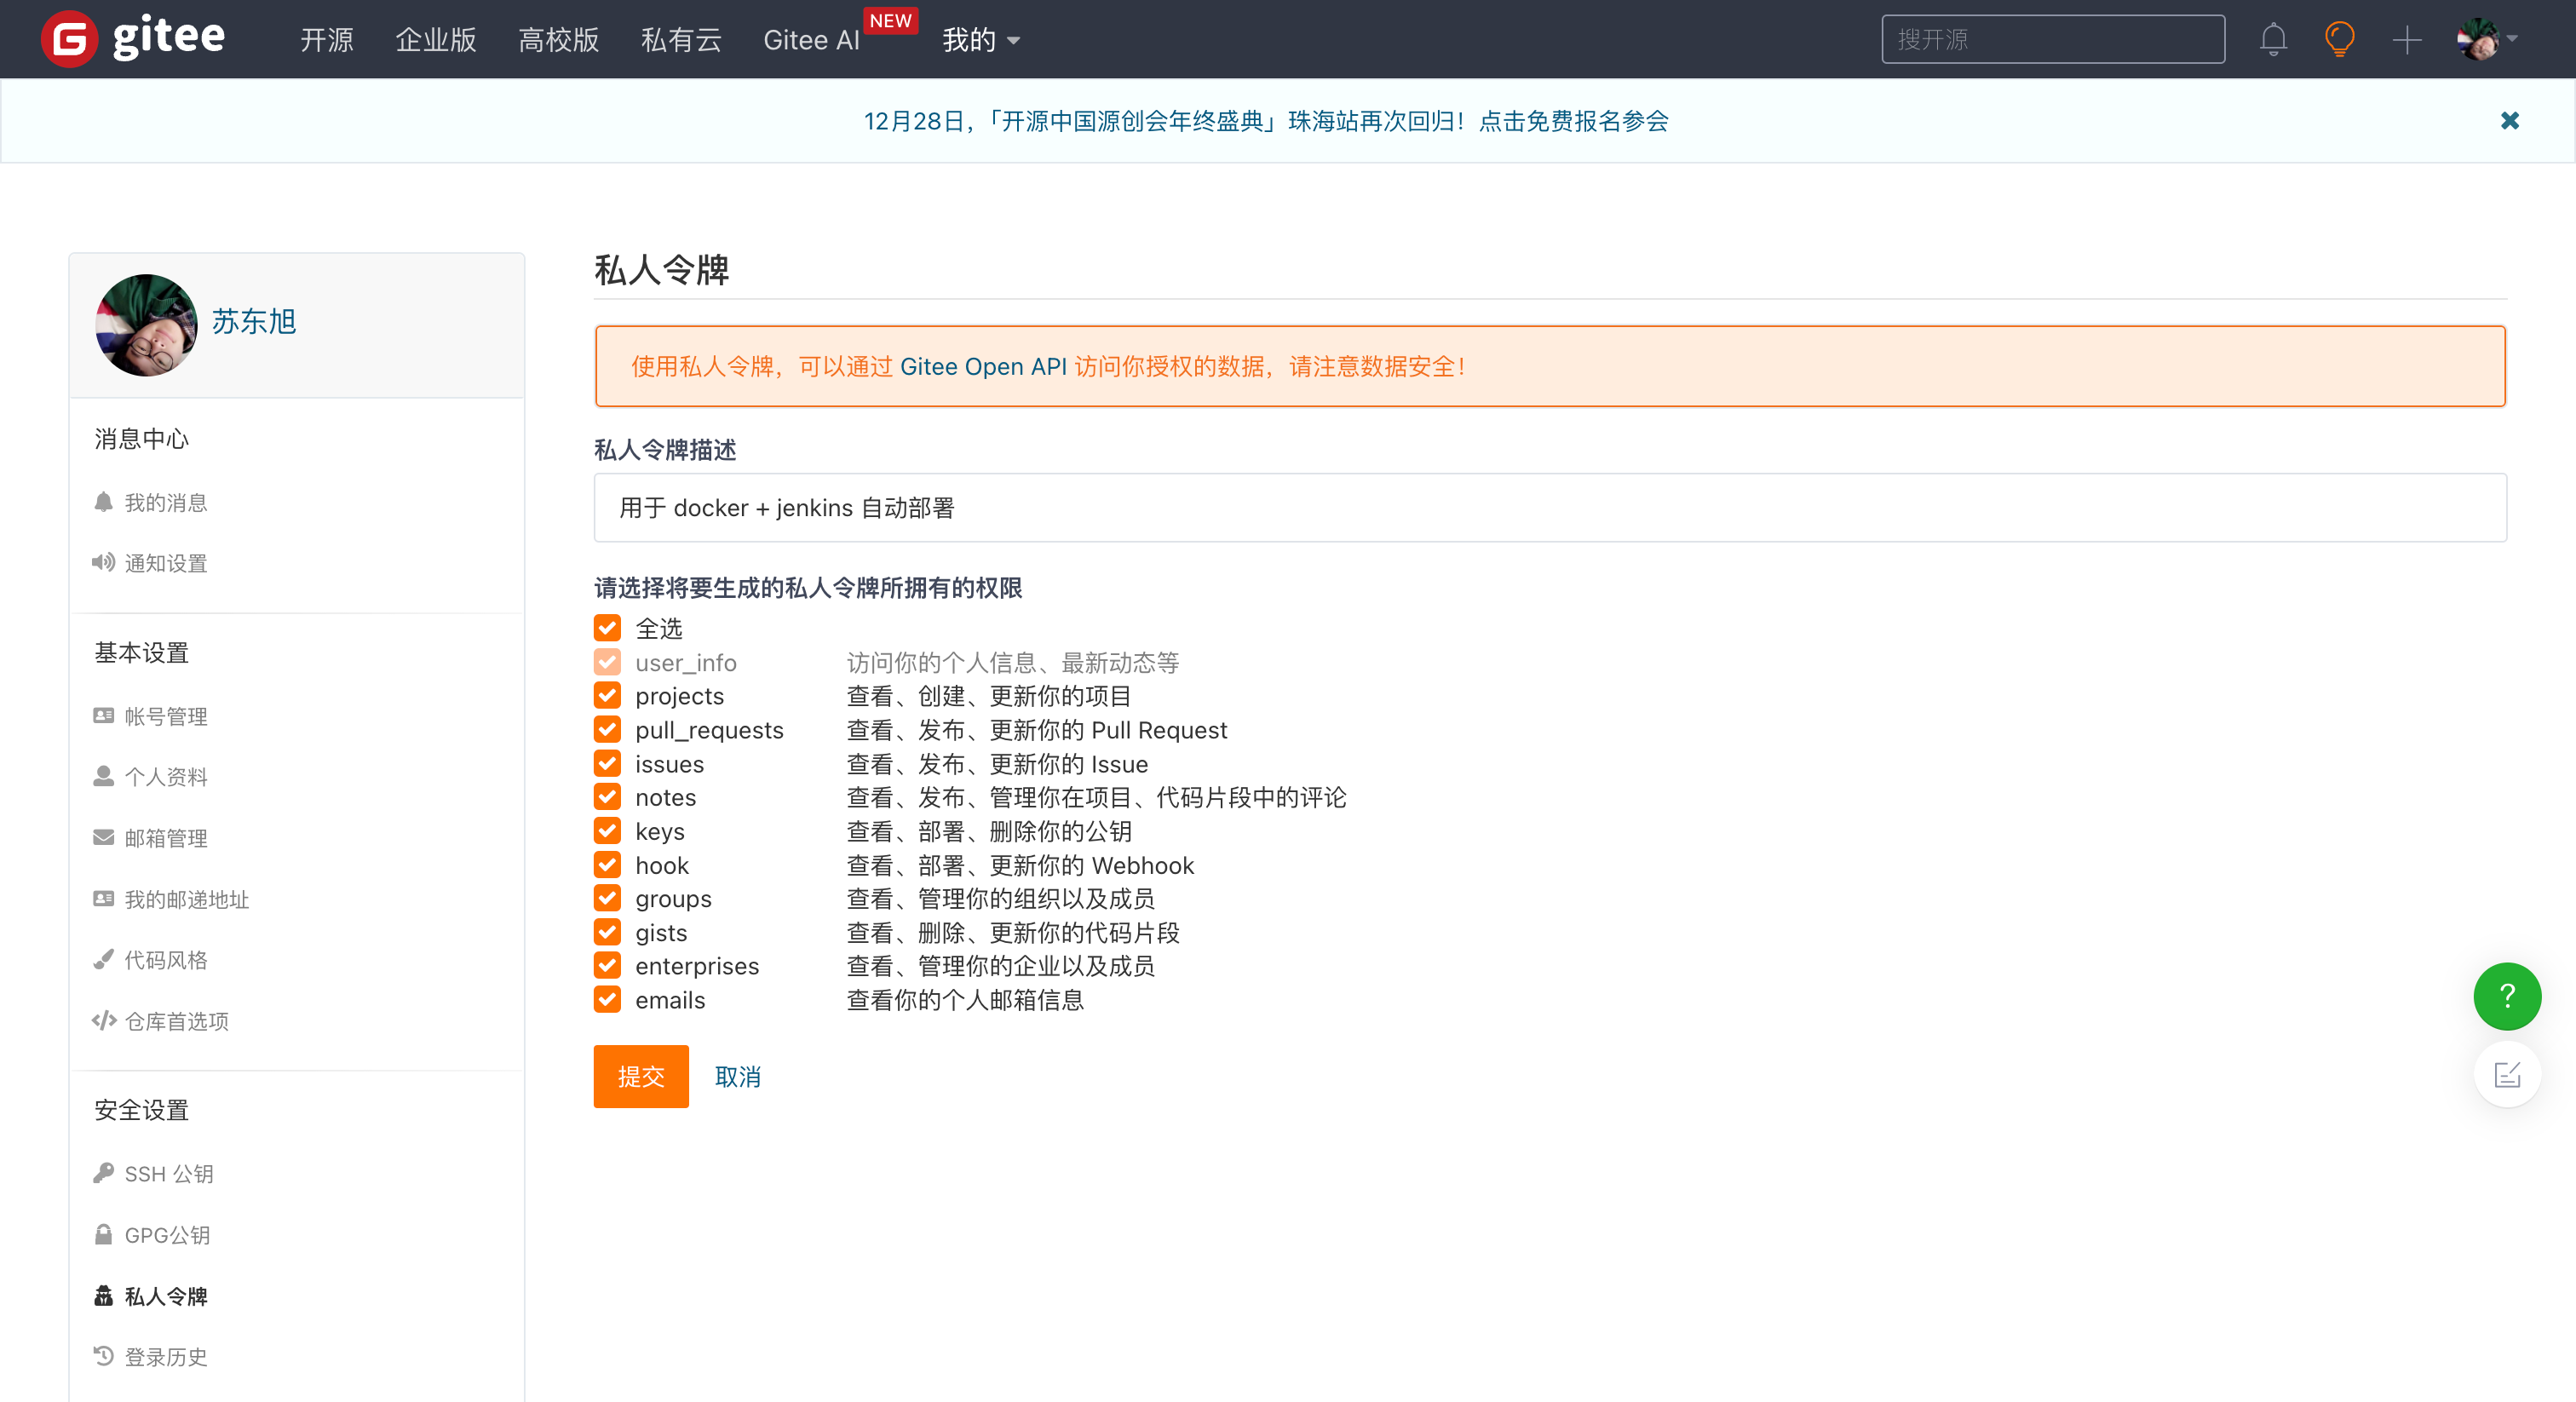 gitee 开源 企业版 高校版 私有云 Gitee AI NEW 我的 搜开源
12月28日,「开源中国源创会年终盛典」珠海站再次回归！点击免费报名参会
苏东旭
消息中心
我的消息
通知设置
基本设置
帐号管理
个人资料
邮箱管理
我的邮递地址
代码风格
仓库首选项
安全设置
SSH 公钥
GPG公钥
私人令牌
登录历史
私人令牌
使用私人令牌，可以通过 Gitee Open API 访问你授权的数据，请注意数据安全！
私人令牌描述
用于 docker + jenkins 自动部署
请选择将要生成的私人令牌所拥有的权限
全选
user_info 访问你的个人信息、最新动态等
projects 查看、创建、更新你的项目
pull_requests 查看、发布、更新你的 Pull Request
issues 查看、发布、更新你的 Issue
notes 查看、发布、管理你在项目、代码片段中的评论
keys 查看、部署、删除你的公钥
hook 查看、部署、更新你的 Webhook
groups 查看、管理你的组织以及成员
gists 查看、删除、更新你的代码片段
enterprises 查看、管理你的企业以及成员
emails 查看你的个人邮箱信息
提交 取消
?